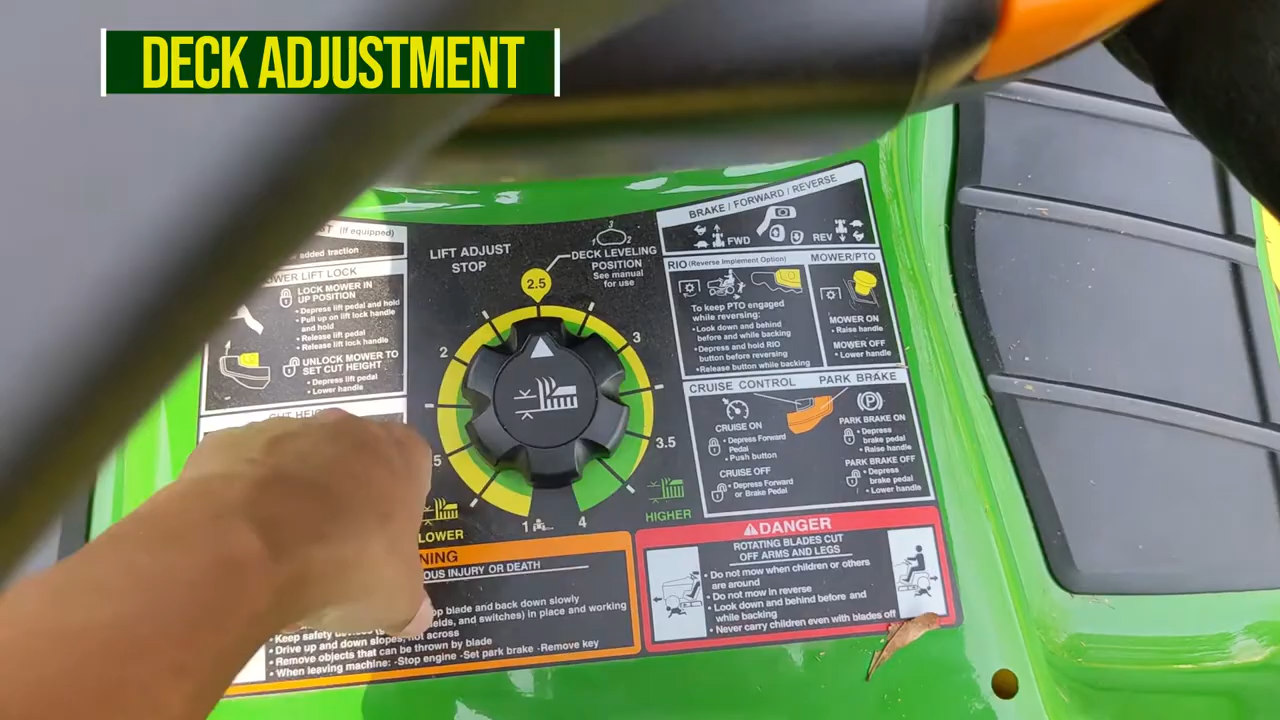 DECK ADJUSTMENT
(If equipped)
added traction
LIFT LOCK
LOCK MOWER IN
UP POSITION
• Depress lift pedal and hold
• Pull up on lift lock handle
and hold
• Release lift pedal
• Release lift lock handle
UNLOCK MOWER TO
SET CUT HEIGHT
• Depress lift pedal
• Lower handle
LIFT ADJUST
STOP
1 2 3
DECK LEVELING
POSITION
See manual
for use
2.5
2
3
3.5
5
1
4
LOWER
HIGHER
BRAKE / FORWARD / REVERSE
FWD
REV
RIO (Reverse Implement Option)
To keep PTO engaged
while reversing:
• Look down and behind
before and while backing
• Depress and hold RIO
button before reversing
• Release button while backing
MOWER/PTO
MOWER ON
• Raise handle
MOWER OFF
• Lower handle
CRUISE CONTROL
PARK BRAKE
CRUISE ON
• Depress Forward
Pedal
• Push button
CRUISE OFF
• Depress Forward
or Brake Pedal
P
PARK BRAKE ON
• Depress
brake pedal
• Raise handle
PARK BRAKE OFF
• Depress
brake pedal
• Lower handle
INJURY OR DEATH
blade and back down slowly
and switches) in place and working
• Keep safety
• Drive up and down slopes, not across
• Remove objects that can be thrown by blade
• When leaving machine: -Stop engine -Set park brake -Remove key
DANGER
ROTATING BLADES CUT
OFF ARMS AND LEGS
• Do not mow when children or others
are around
• Do not mow in reverse
• Look down and behind before and
while backing
• Never carry children even with blades off